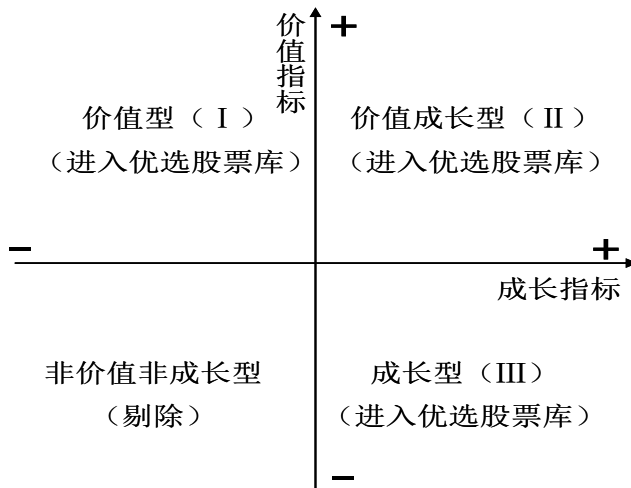 价值指标
+
价值型（Ⅰ）
（进入优选股票库）
价值成长型（Ⅱ）
（进入优选股票库）
−
+
成长指标
非价值非成长型
（剔除）
成长型（Ⅲ）
（进入优选股票库）
−